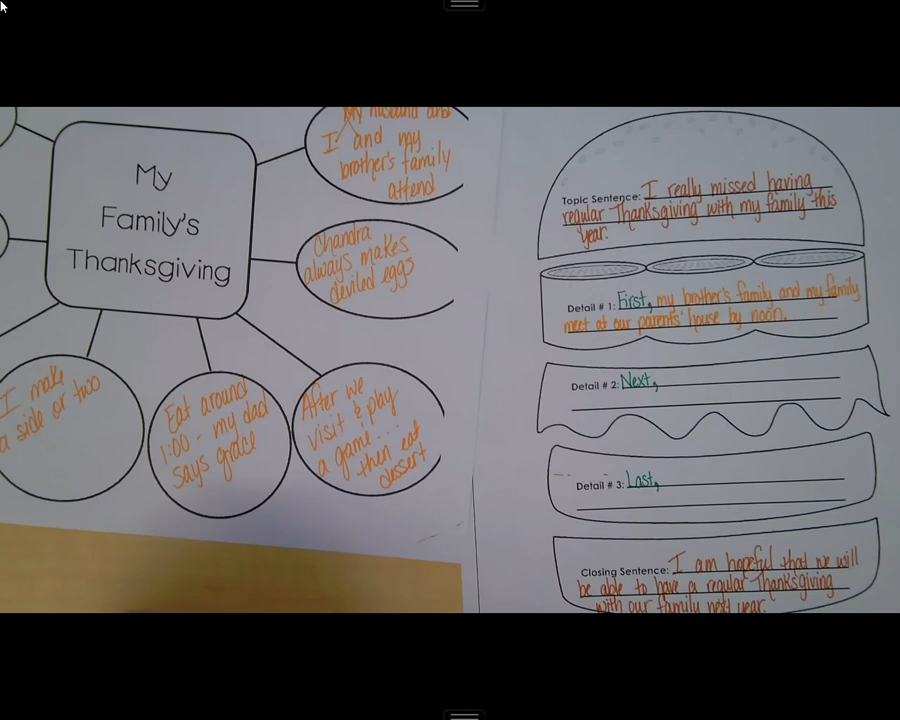 My
Family's
Thanksgiving
My husband and
I and my
brother's family
attend
Chandra
always makes
deviled eggs
I make
a side or two
Eat around
1:00 - my dad
says grace
After we
visit & play
a game...
then eat
dessert
Topic Sentence: I really missed having
regular Thanksgiving with my family this
year.
Detail # 1: First, my brother's family and my family
meet at our parents' house by noon.
Detail # 2: Next,
Detail # 3: Last,
Closing Sentence: I am hopeful that we will
be able to have a regular Thanksgiving
with our family next year.